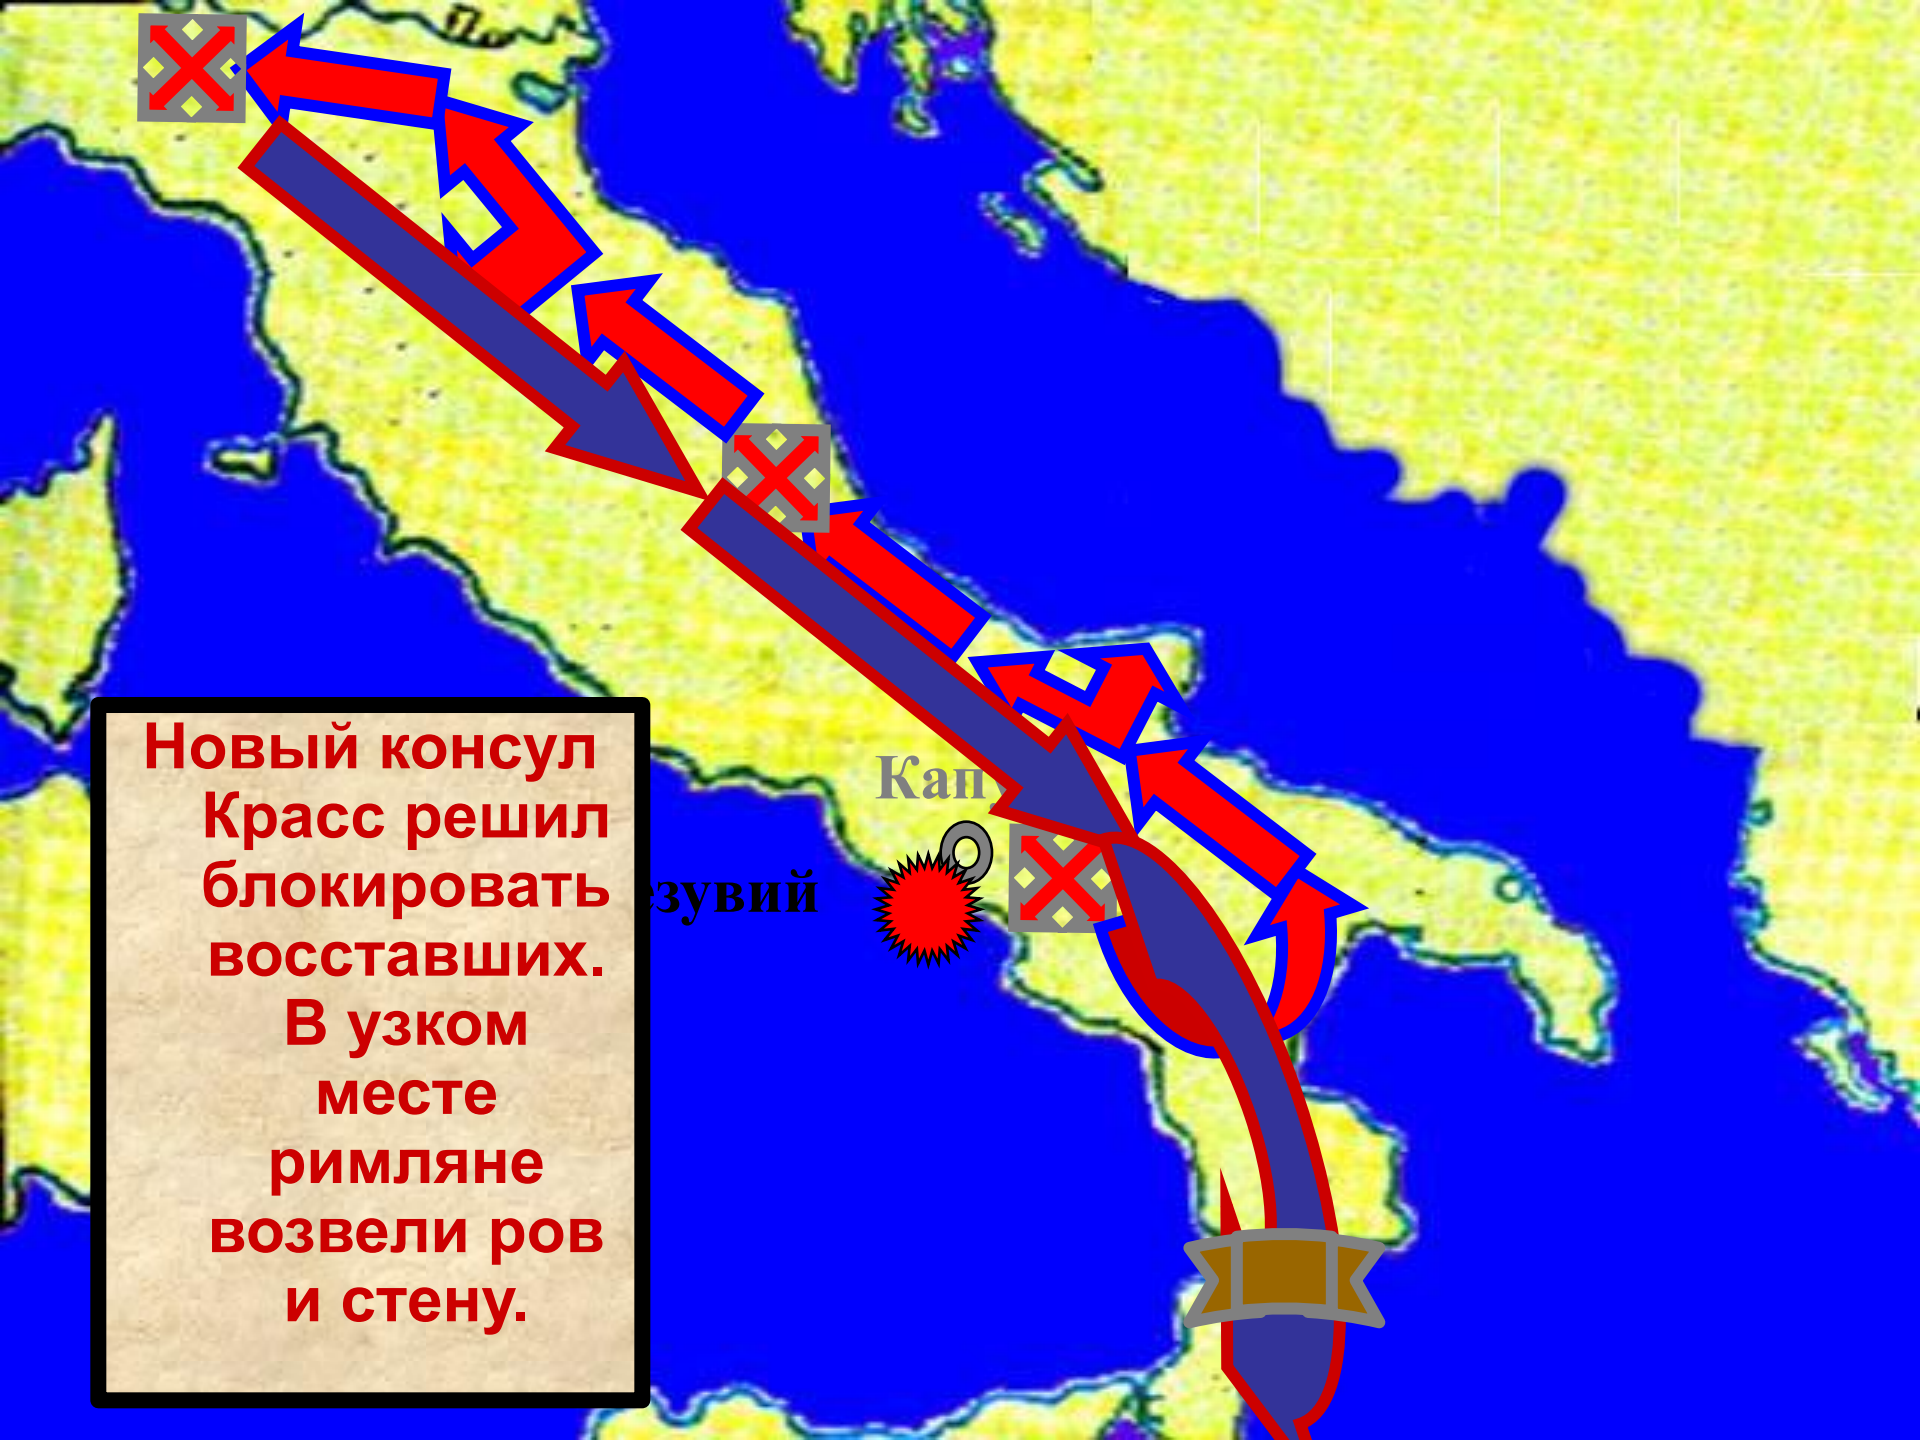 Новый консул
Красс решил
блокировать
восставших.
В узком
месте
римляне
возвели ров
и стену.